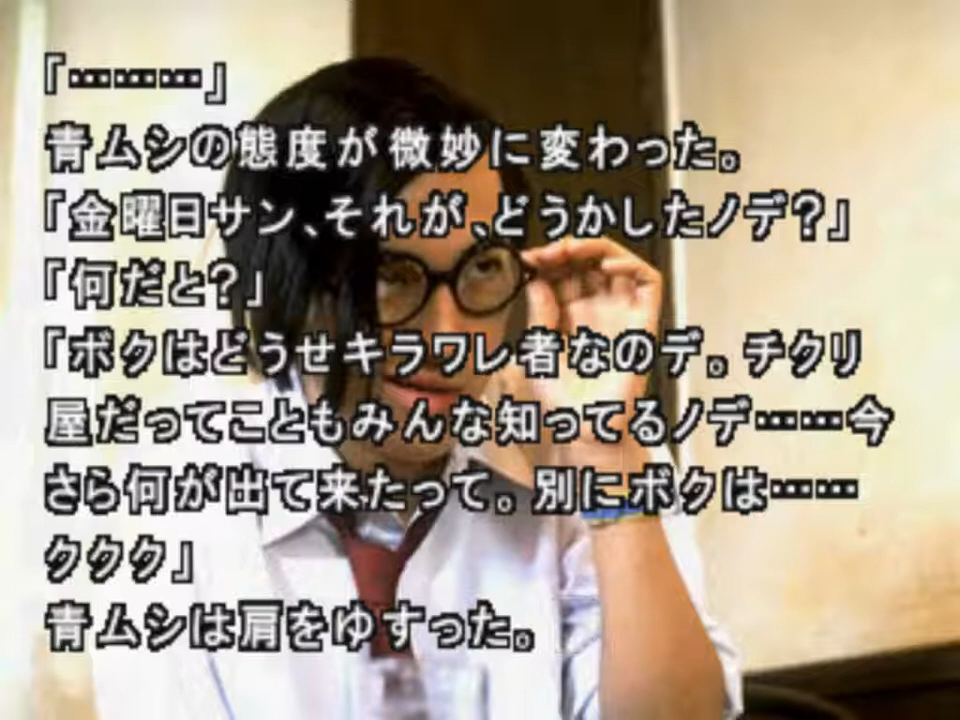 『………』
青ムシの態度が微妙に変わった。
「金曜日サン、それが、どうかしたノデ？」
「何だと？」
「ボクはどうせキラワレ者なのデ。チクリ
屋だってこともみんな知ってるノデ……今
さら何が出て来たって。別にボクは……
ククク」
青ムシは肩をゆすった。